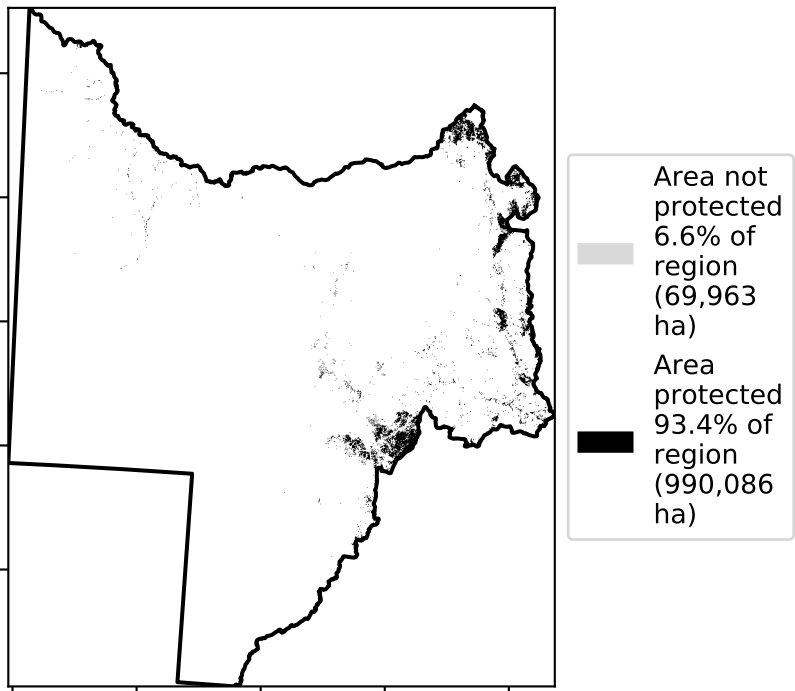 Area not
protected
6.6% of
region
(69,963
ha)
Area
protected
93.4% of
region
(990,086
ha)